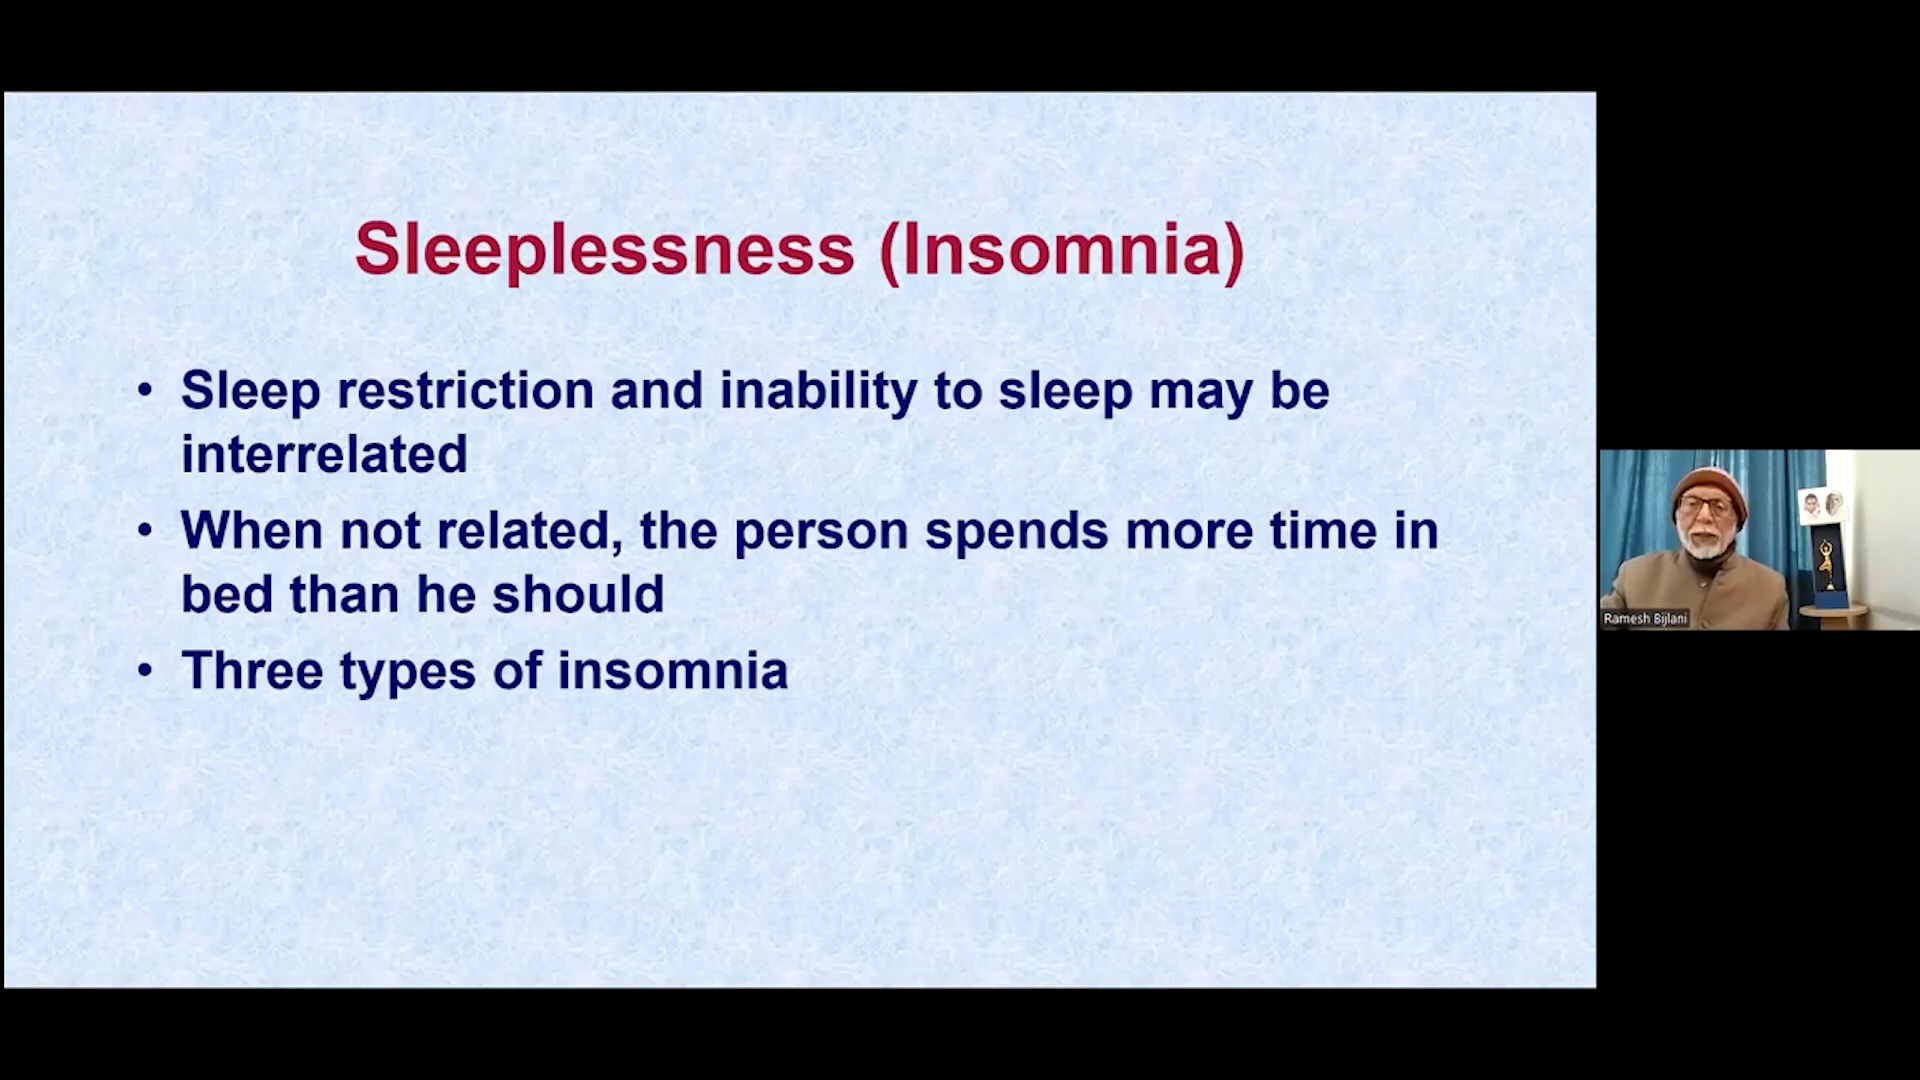 Sleeplessness (Insomnia)
• Sleep restriction and inability to sleep may be
interrelated
• When not related, the person spends more time in
bed than he should
• Three types of insomnia
Ramesh Bijlani